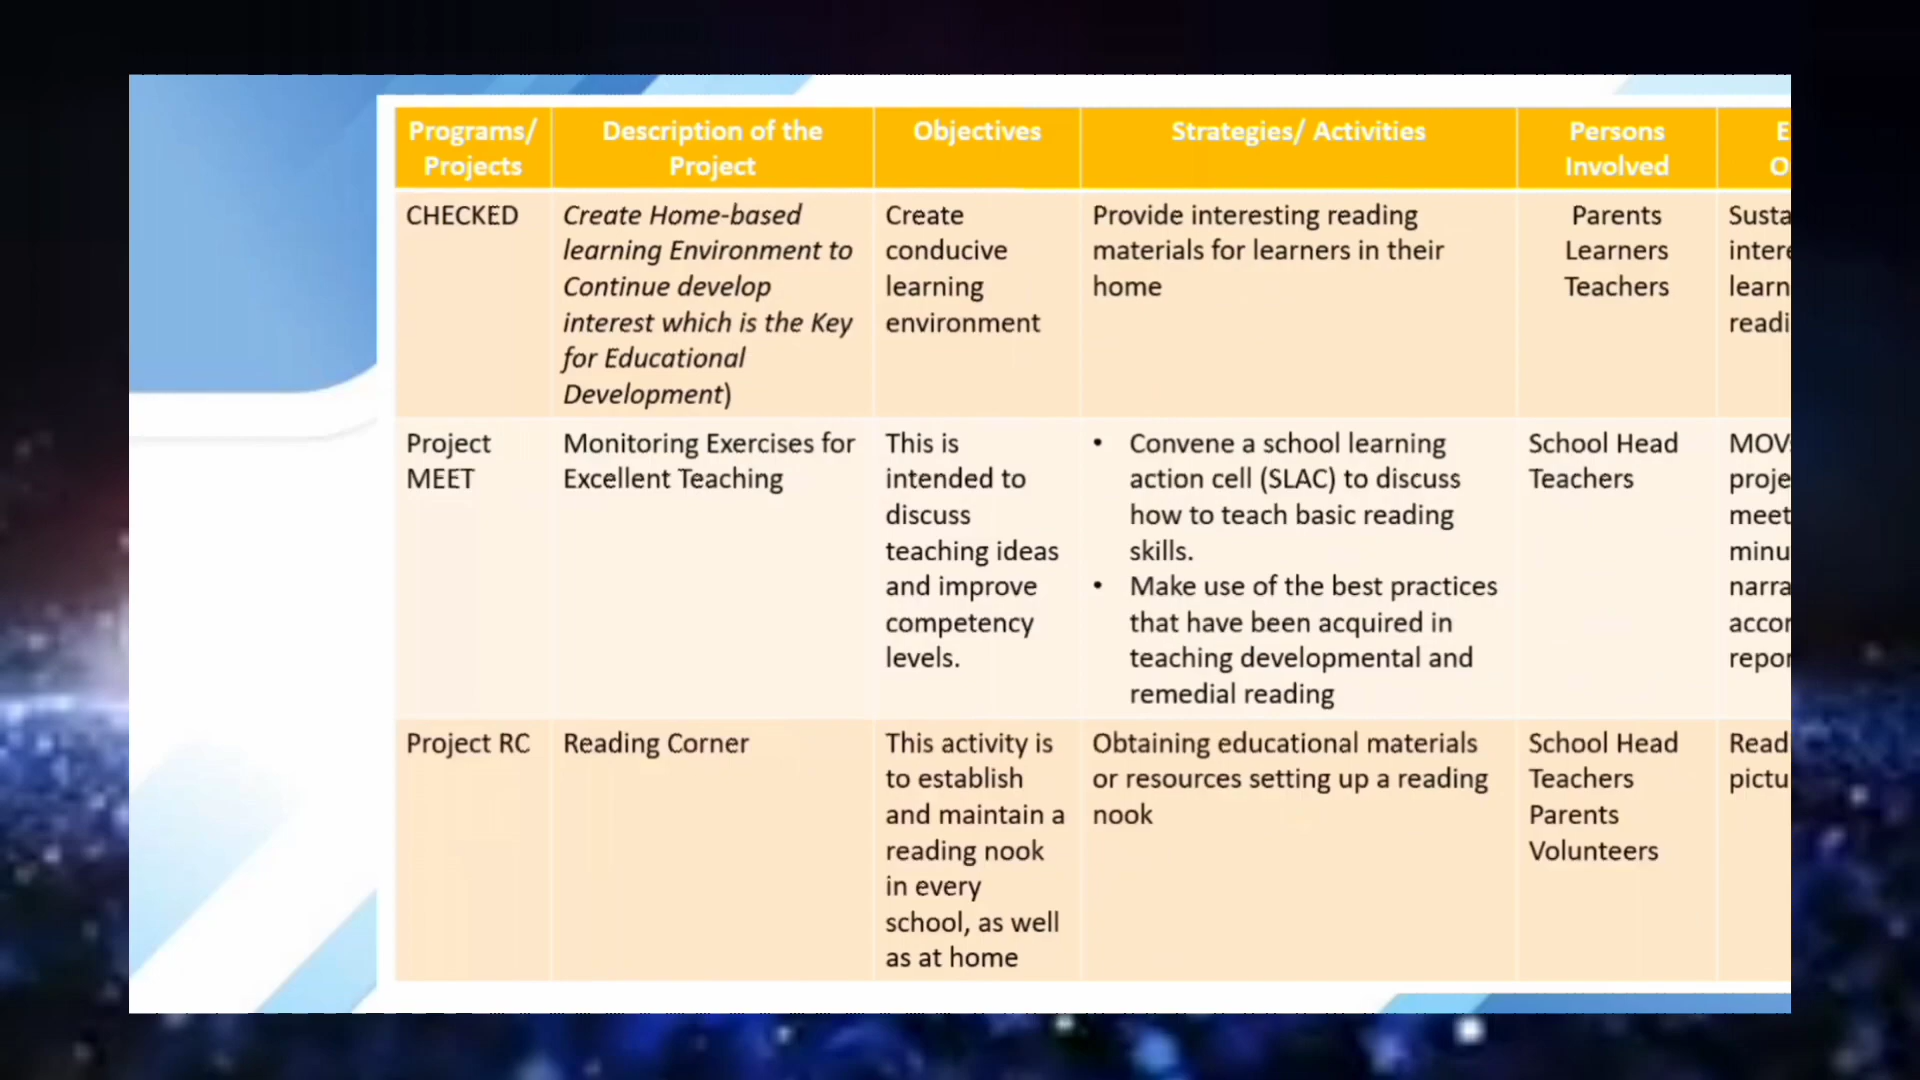 Programs/
Projects
Description of the
Project
Objectives
Strategies/ Activities
Persons
Involved
CHECKED
Create Home-based
learning Environment to
Continue develop
interest which is the Key
for Educational
Development)
Create
conducive
learning
environment
Provide interesting reading
materials for learners in their
home
Parents
Learners
Teachers
Project
MEET
Monitoring Exercises for
Excellent Teaching
This is
intended to
discuss
teaching ideas
and improve
competency
levels.
• Convene a school learning
action cell (SLAC) to discuss
how to teach basic reading
skills.
• Make use of the best practices
that have been acquired in
teaching developmental and
remedial reading
School Head
Teachers
Project RC
Reading Corner
This activity is
to establish
and maintain a
reading nook
in every
school, as well
as at home
Obtaining educational materials
or resources setting up a reading
nook
School Head
Teachers
Parents
Volunteers